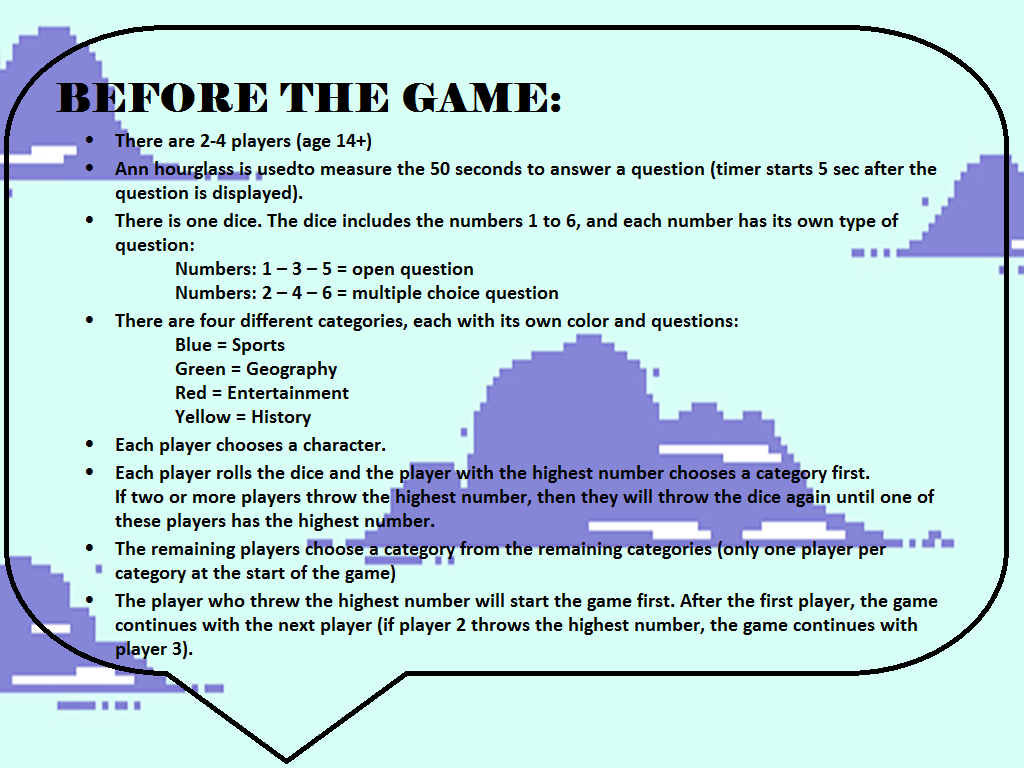 BEFORE THE GAME:
• There are 2-4 players (age 14+)
• Ann hourglass is usedto measure the 50 seconds to answer a question (timer starts 5 sec after the
question is displayed).
• There is one dice. The dice includes the numbers 1 to 6, and each number has its own type of
question:
Numbers: 1 – 3 – 5 = open question
Numbers: 2 – 4 – 6 = multiple choice question
• There are four different categories, each with its own color and questions:
Blue = Sports
Green = Geography
Red = Entertainment
Yellow = History
• Each player chooses a character.
• Each player rolls the dice and the player with the highest number chooses a category first.
If two or more players throw the highest number, then they will throw the dice again until one of
these players has the highest number.
• The remaining players choose a category from the remaining categories (only one player per
category at the start of the game)
• The player who threw the highest number will start the game first. After the first player, the game
continues with the next player (if player 2 throws the highest number, the game continues with
player 3).